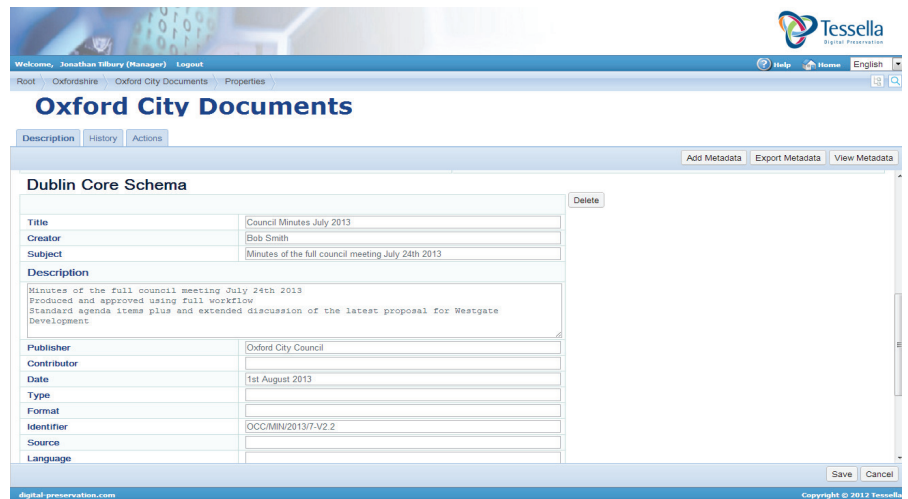 Tessella
Digital Preservation
Welcome, Jonathan Tilbury (Manager) Logout
Help Home English
Root Oxfordshire Oxford City Documents Properties
Oxford City Documents
Description History Actions
Add Metadata Export Metadata View Metadata
Dublin Core Schema
Delete
Title Council Minutes July 2013
Creator Bob Smith
Subject Minutes of the full council meeting July 24th 2013
Description
Minutes of the full council meeting July 24th 2013
Produced and approved using full workflow
Standard agenda items plus and extended discussion of the latest proposal for Westgate
Development
Publisher Oxford City Council
Contributor
Date 1st August 2013
Type
Format
Identifier OCC/MIN/2013/7-V2.2
Source
Language
Save Cancel
digital-preservation.com Copyright © 2012 Tessella